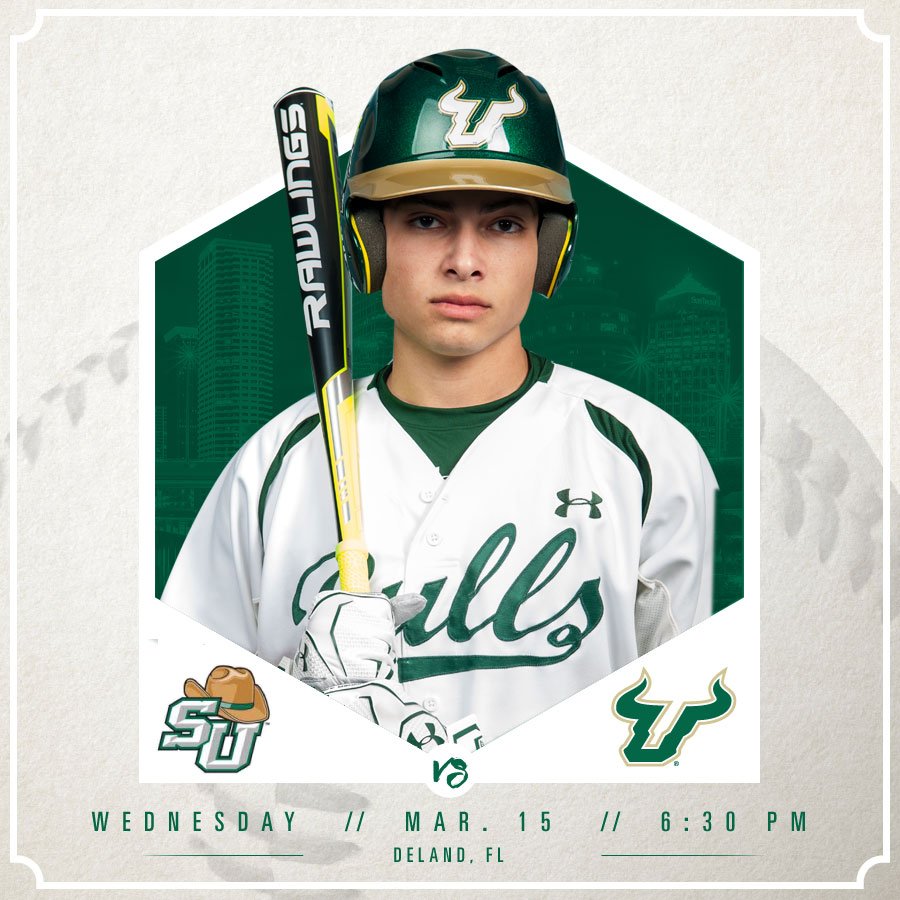 RAWLINGS
Bulls
SU
vs
WEDNESDAY // MAR. 15 // 6:30 PM
DELAND, FL